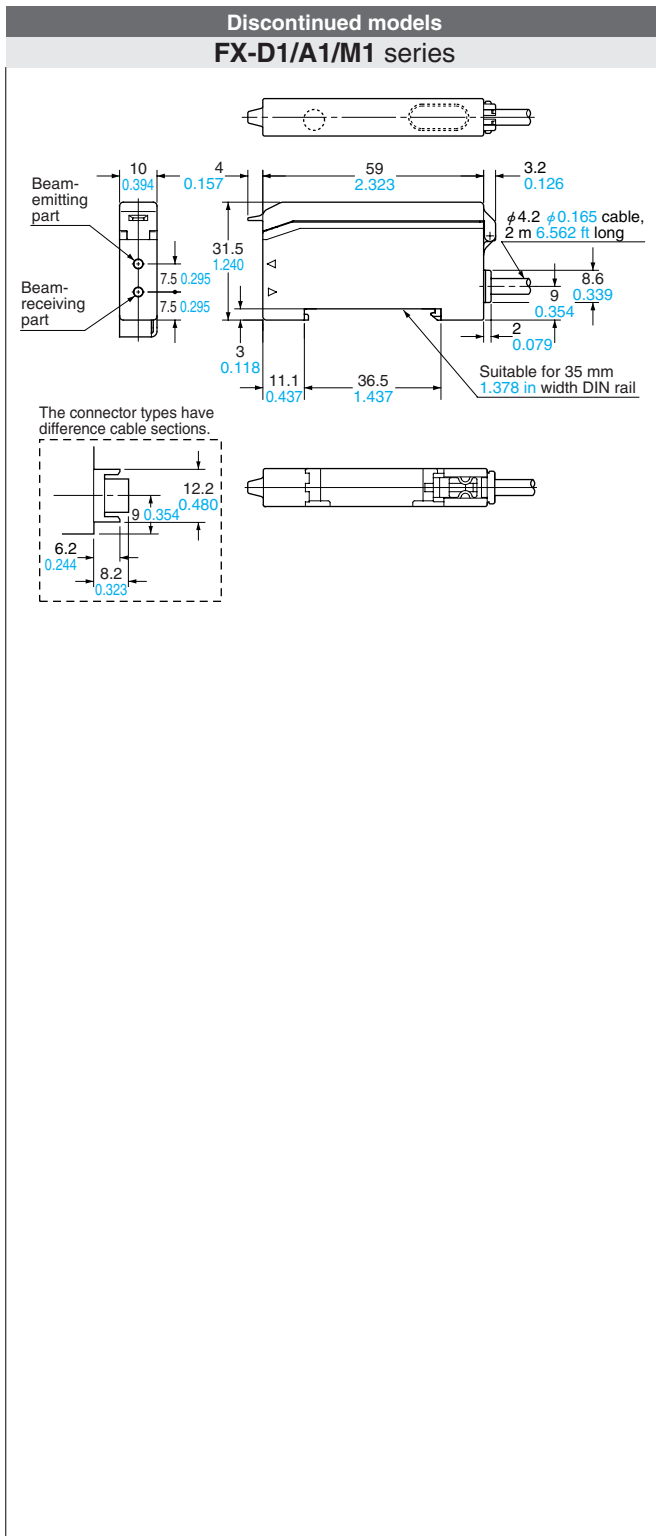 Discontinued models
FX-D1/A1/M1 series
10
0.394
4
0.157
59
2.323
3.2
0.126
Beam-
emitting
part
Beam-
receiving
part
φ4.2 φ0.165 cable,
2 m 6.562 ft long
31.5
1.240
7.5 0.295
7.5 0.295
8.6
0.339
9
0.354
2
0.079
3
0.118
11.1
0.437
36.5
1.437
Suitable for 35 mm
1.378 in width DIN rail
The connector types have
difference cable sections.
12.2
0.480
9 0.354
6.2
0.244
8.2
0.323